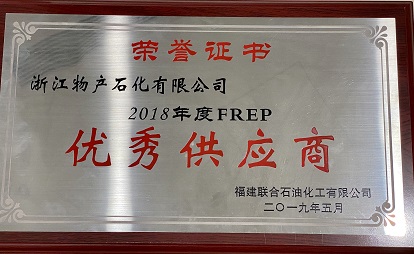 荣誉证书
浙江物产石化有限公司
2018年度FREP
优秀供应商
福建联合石油化工有限公司
二〇一九年五月